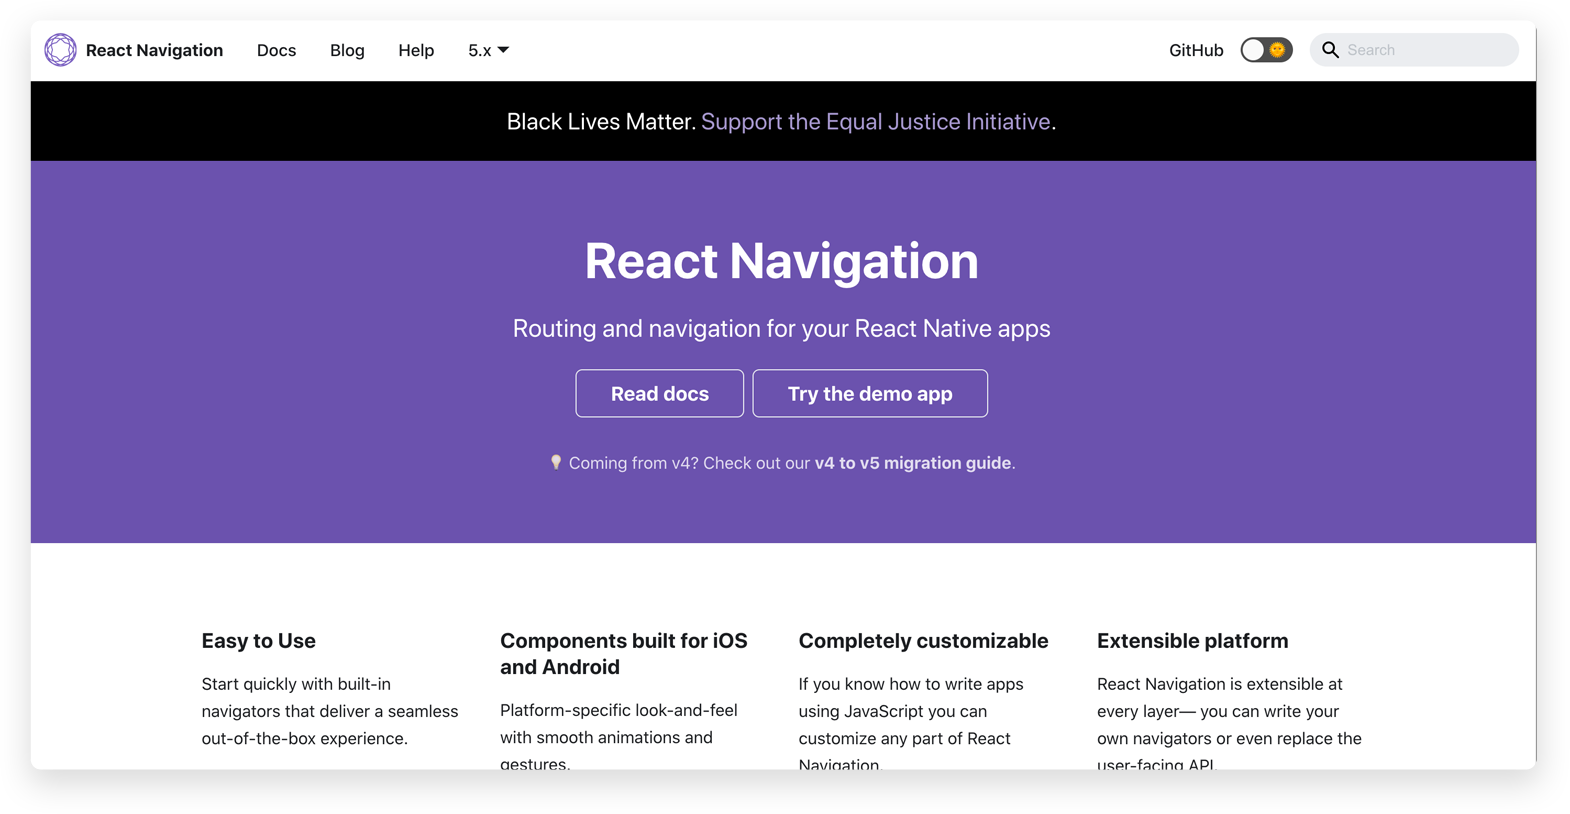 React Navigation Docs Blog Help 5.x GitHub Search
Black Lives Matter. Support the Equal Justice Initiative.
React Navigation
Routing and navigation for your React Native apps
Read docs Try the demo app
Coming from v4? Check out our v4 to v5 migration guide.
Easy to Use
Start quickly with built-in
navigators that deliver a seamless
out-of-the-box experience.
Components built for iOS
and Android
Platform-specific look-and-feel
with smooth animations and
gestures.
Completely customizable
If you know how to write apps
using JavaScript you can
customize any part of React
Navigation.
Extensible platform
React Navigation is extensible at
every layer— you can write your
own navigators or even replace the
user-facing API.